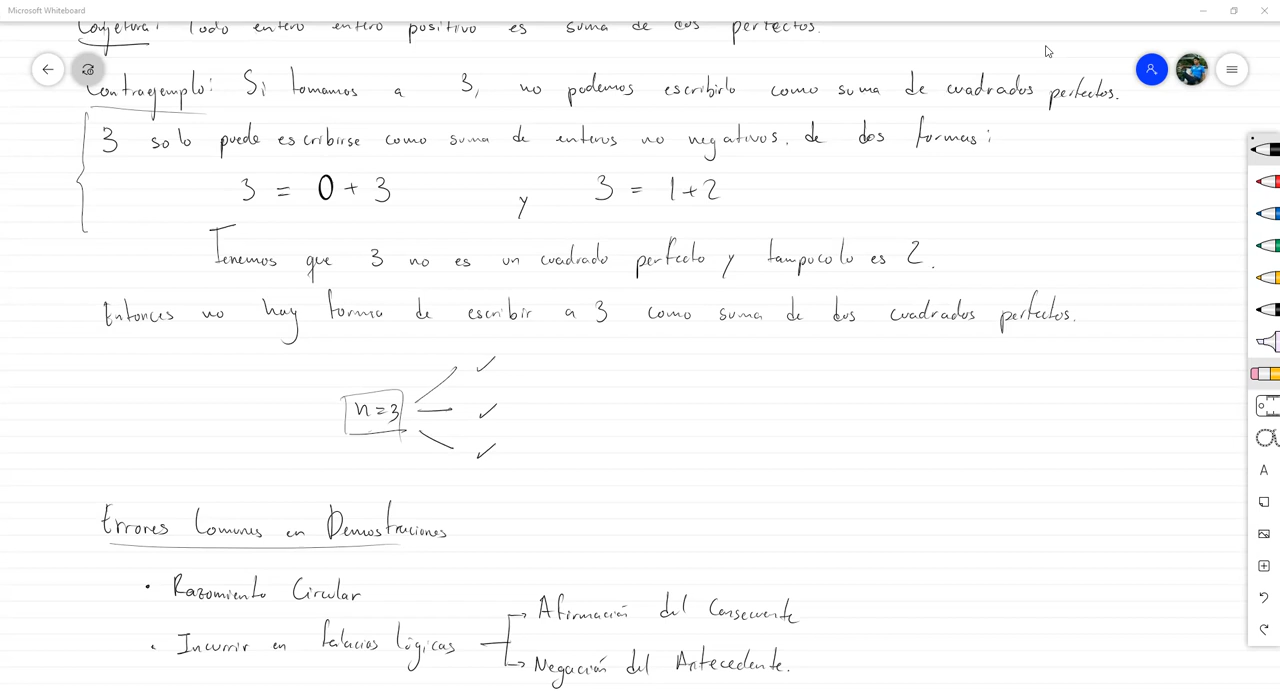 Microsoft Whiteboard
Conjetura: Todo entero entero positivo es suma de dos perfectos.
Contraejemplo: Si tomamos a 3, no podemos escribirlo como suma de cuadrados perfectos.
3 solo puede escribirse como suma de enteros no negativos. de dos formas:
3 = 0 + 3 y 3 = 1+2
Tenemos que 3 no es un cuadrado perfecto y tampoco lo es 2.
Entonces no hay forma de escribir a 3 como suma de dos cuadrados perfectos.
n = 3
Errores Comunes en Demostraciones
• Razomiento Circular
• Incurrir en falacias lógicas
Afirmación del Consecuente
Negación del Antecedente.
A